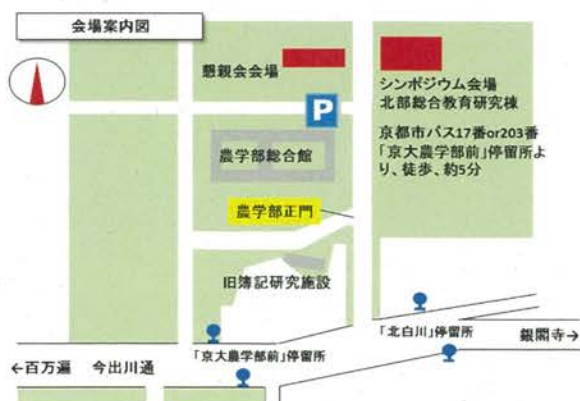 会場案内図
懇親会会場
シンポジウム会場
北部総合教育研究棟
P
京都市バス17番or203番
「京大農学部前」停留所よ
り、徒歩、約5分
農学部総合館
農学部正門
旧簿記研究施設
「北白川」停留所
銀閣寺→
「京大農学部前」停留所
←百万遍 今出川通